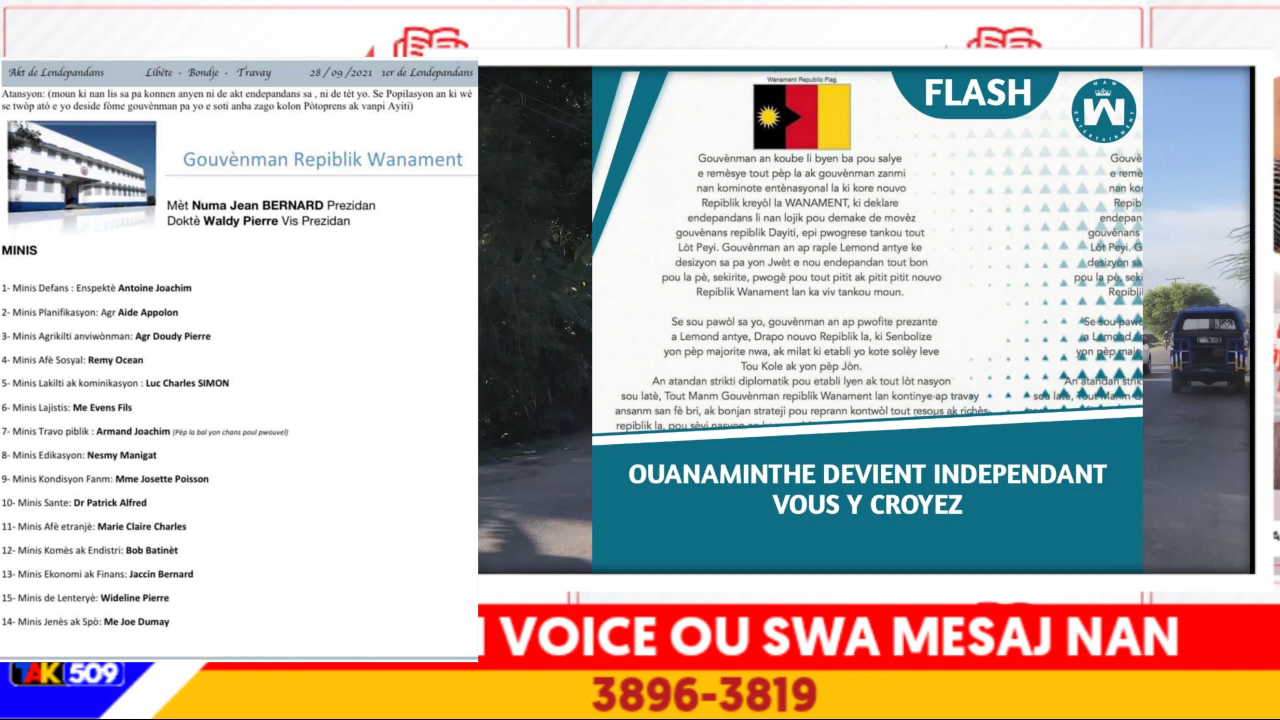 Akt de Lendepandans Libète - Bondje - Travay 28 / 09 /2021 1er de Lendepandans
Atansyon: (moun ki nan lis sa pa konnen anyen ni de akt endepandans sa , ni de tèt yo. Se Popilasyon an ki wè
se twòp atò e yo deside fòme gouvènman pa yo e soti anba zago kolon Pòtoprens ak vanpi Ayiti)
Gouvènman Repiblik Wanament
Mèt Numa Jean BERNARD Prezidan
Doktè Waldy Pierre Vis Prezidan
MINIS
1- Minis Defans : Enspektè Antoine Joachim
2- Minis Planifikasyon: Agr Aide Appolon
3- Minis Agrikilti anviwònman: Agr Doudy Pierre
4- Minis Afè Sosyal: Remy Ocean
5- Minis Lakilti ak kominikasyon : Luc Charles SIMON
6- Minis Lajistis: Me Evens Fils
7- Minis Travo piblik : Armand Joachim (Pèp la bal yon chans poul pwouvel)
8- Minis Edikasyon: Nesmy Manigat
9- Minis Kondisyon Fanm: Mme Josette Poisson
10- Minis Sante: Dr Patrick Alfred
11- Minis Afè etranjè: Marie Claire Charles
12- Minis Komès ak Endistri: Bob Batinèt
13- Minis Ekonomi ak Finans: Jaccin Bernard
15- Minis de Lenteryè: Wideline Pierre
14- Minis Jenès ak Spò: Me Joe Dumay
Wanament Republic Flag
FLASH
W
ENTERTAINMENT
Gouvènman an koube li byen ba pou salye
e remèsye tout pèp la ak gouvènman zanmi
nan kominote entènasyonal la ki kore nouvo
Repiblik kreyòl la WANAMENT, ki deklare
endepandans li nan lojik pou demake de movèz
gouvènans repiblik Dayiti, epi pwogrese tankou tout
Lòt Peyi. Gouvènman an ap raple Lemond antye ke
desizyon sa pa yon Jwèt e nou endepandan tout bon
pou la pè, sekirite, pwogè pou tout pitit ak pitit pitit nouvo
Repiblik Wanament lan ka viv tankou moun.
Se sou pawòl sa yo, gouvènman an ap pwofite prezante
a Lemond antye, Drapo nouvo Repiblik la, ki Senbolize
yon pèp majorite nwa, ak milat ki etabli yo kote solèy leve
Tou Kole ak yon pèp Jòn.
An atandan strikti diplomatik pou etabli lyen ak tout lòt nasyon
sou latè, Tout Manm Gouvènman repiblik Wanament lan kontinye ap travay
ansanm san fè bri, ak bonjan strateji pou reprann kontwòl tout resous ak richès
repiblik la, pou sèvi nasyon
OUANAMINTHE DEVIENT INDEPENDANT
VOUS Y CROYEZ
VOICE OU SWA MESAJ NAN
TAK 509
3896-3819